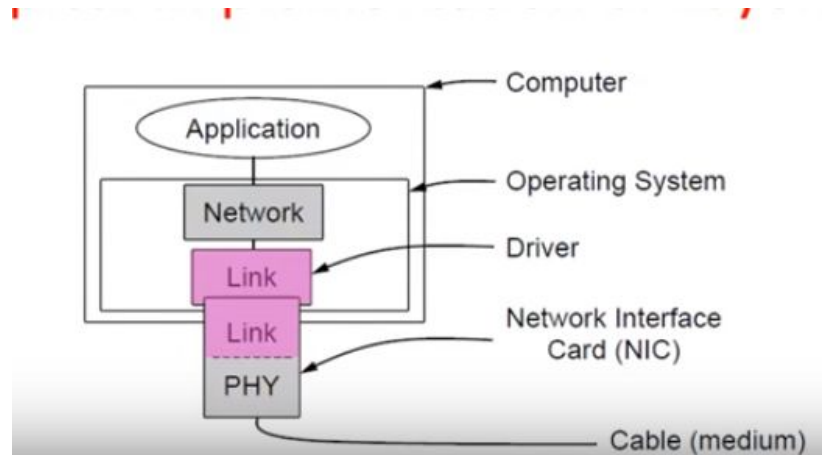 Computer
Application
Operating System
Network
Driver
Link
Network Interface
Card (NIC)
Link
PHY
Cable (medium)